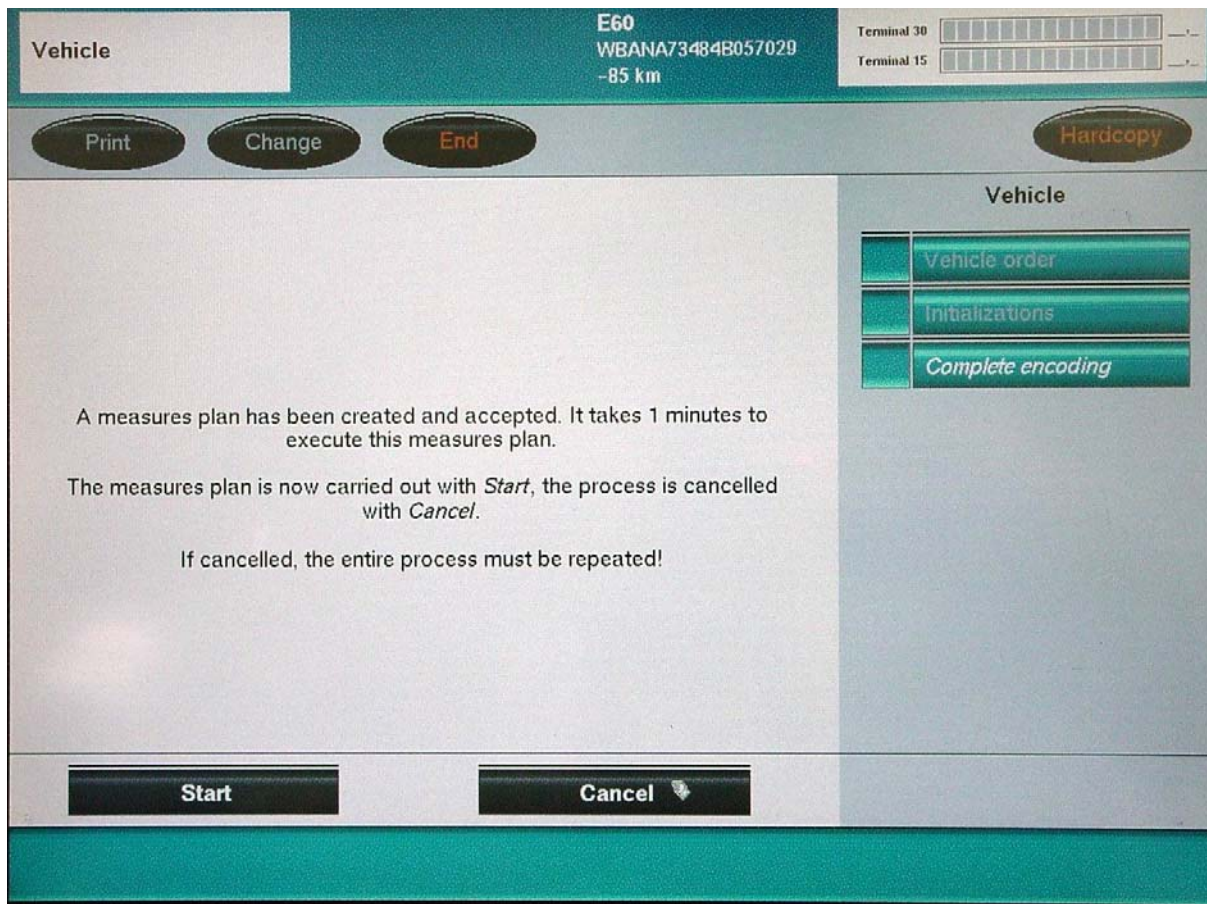 Vehicle
E60
WBANA73484B057029
-85 km
Terminal 30
Terminal 15
Print
Change
End
Hardcopy
Vehicle
Vehicle order
Initializations
Complete encoding
A measures plan has been created and accepted. It takes 1 minutes to
execute this measures plan.
The measures plan is now carried out with Start, the process is cancelled
with Cancel.
If cancelled, the entire process must be repeated!
Start
Cancel